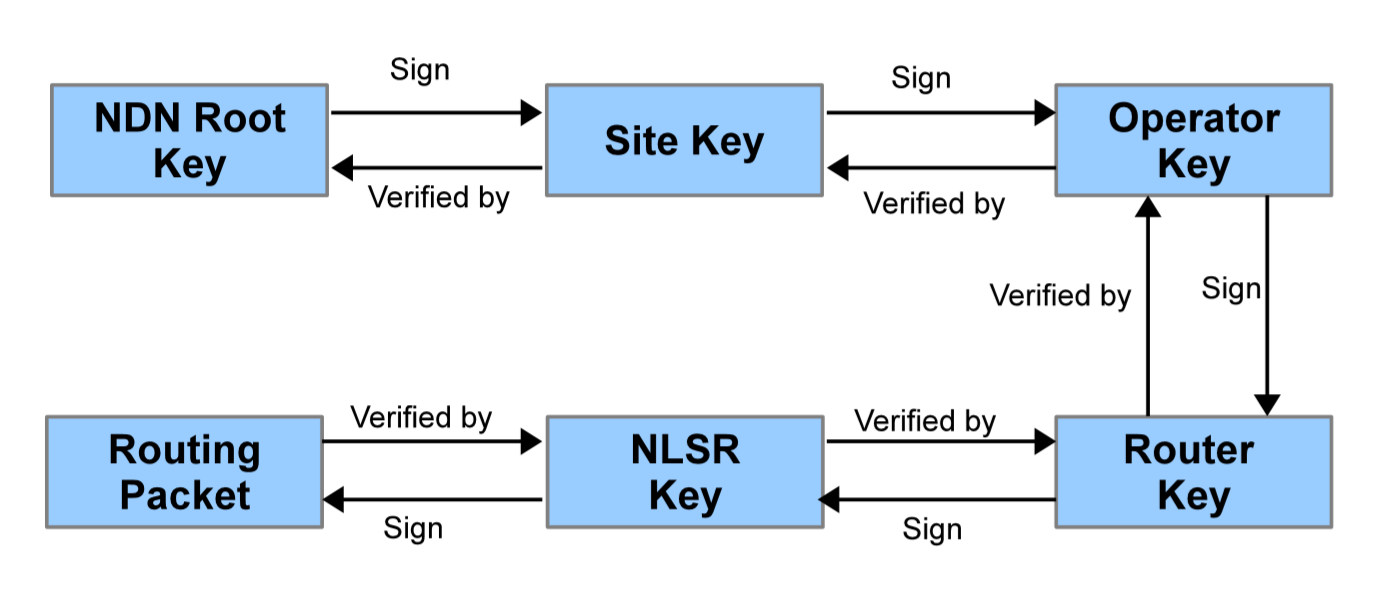 Sign
Sign
NDN Root
Key
Site Key
Operator
Key
Verified by
Verified by
Verified by
Sign
Verified by
Verified by
Routing
Packet
NLSR
Key
Router
Key
Sign
Sign